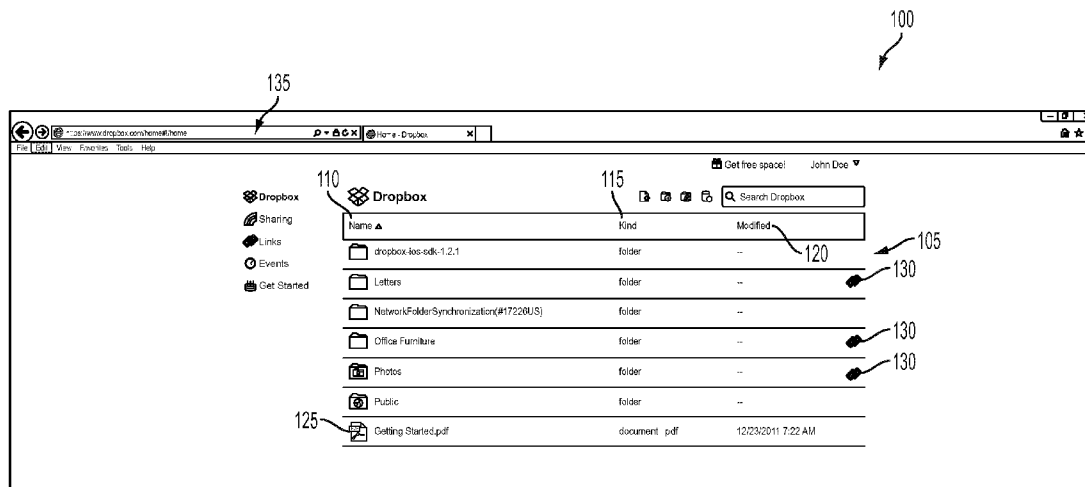 100
135
https://www.dropbox.com/home#/home
Home - Dropbox
File Edit View Favorites Tools Help
Get free space! John Doe
110
115
Dropbox
Dropbox
Search Dropbox
Sharing
Name
Kind
Modified
105
Links
120
dropbox-ios-sdk-1.2.1
folder
--
Events
130
Get Started
Letters
folder
--
NetworkFolderSynchronization(#17226US)
folder
--
130
Office Furniture
folder
--
130
Photos
folder
--
Public
folder
--
125
Getting Started.pdf
document pdf
12/23/2011 7:22 AM